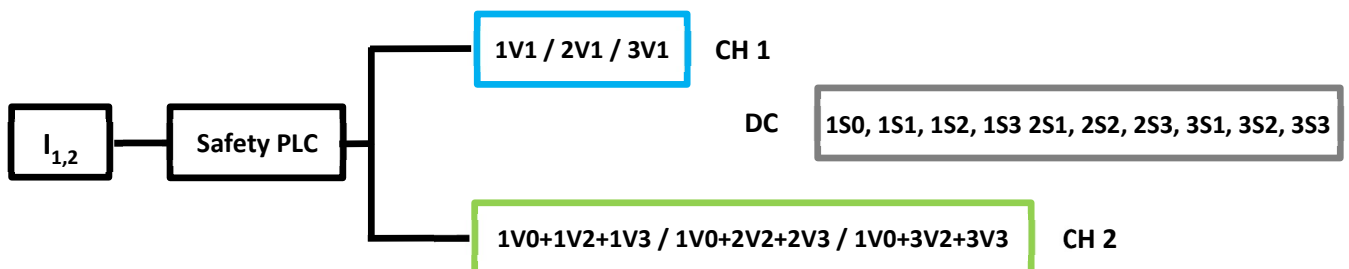 1V1 / 2V1 / 3V1 CH 1
DC 1S0, 1S1, 1S2, 1S3 2S1, 2S2, 2S3, 3S1, 3S2, 3S3
I1,2 Safety PLC
1V0+1V2+1V3 / 1V0+2V2+2V3 / 1V0+3V2+3V3 CH 2